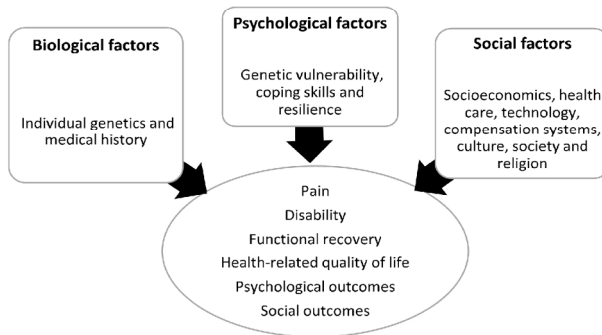 Biological factors
Individual genetics and
medical history
Psychological factors
Genetic vulnerability,
coping skills and
resilience
Social factors
Socioeconomics, health
care, technology,
compensation systems,
culture, society and
religion
Pain
Disability
Functional recovery
Health-related quality of life
Psychological outcomes
Social outcomes